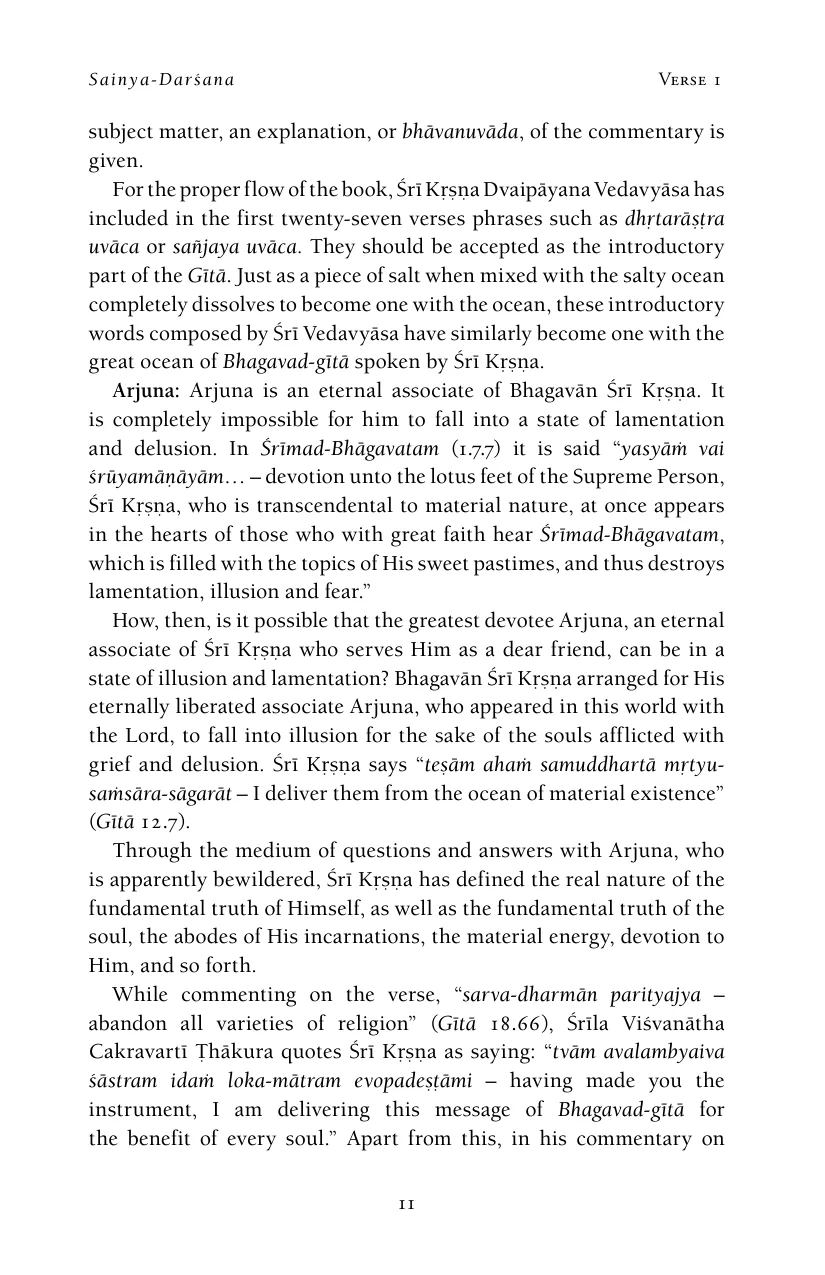 Sainya-Darśana Verse 1
subject matter, an explanation, or bhāvanuvāda, of the commentary is
given.
For the proper flow of the book, Śrī Kṛṣṇa Dvaipāyana Vedavyāsa has
included in the first twenty-seven verses phrases such as dhṛtarāṣṭra
uvāca or sañjaya uvāca. They should be accepted as the introductory
part of the Gītā. Just as a piece of salt when mixed with the salty ocean
completely dissolves to become one with the ocean, these introductory
words composed by Śrī Vedavyāsa have similarly become one with the
great ocean of Bhagavad-gītā spoken by Śrī Kṛṣṇa.
Arjuna: Arjuna is an eternal associate of Bhagavān Śrī Kṛṣṇa. It
is completely impossible for him to fall into a state of lamentation
and delusion. In Śrīmad-Bhāgavatam (1.7.7) it is said “yasyāṁ vai
śrūyamāṇāyām… – devotion unto the lotus feet of the Supreme Person,
Śrī Kṛṣṇa, who is transcendental to material nature, at once appears
in the hearts of those who with great faith hear Śrīmad-Bhāgavatam,
which is filled with the topics of His sweet pastimes, and thus destroys
lamentation, illusion and fear.”
How, then, is it possible that the greatest devotee Arjuna, an eternal
associate of Śrī Kṛṣṇa who serves Him as a dear friend, can be in a
state of illusion and lamentation? Bhagavān Śrī Kṛṣṇa arranged for His
eternally liberated associate Arjuna, who appeared in this world with
the Lord, to fall into illusion for the sake of the souls afflicted with
grief and delusion. Śrī Kṛṣṇa says “teṣām ahaṁ samuddhartā mṛtyu-
saṁsāra-sāgarāt – I deliver them from the ocean of material existence”
(Gītā 12.7).
Through the medium of questions and answers with Arjuna, who
is apparently bewildered, Śrī Kṛṣṇa has defined the real nature of the
fundamental truth of Himself, as well as the fundamental truth of the
soul, the abodes of His incarnations, the material energy, devotion to
Him, and so forth.
While commenting on the verse, “sarva-dharmān parityajya –
abandon all varieties of religion” (Gītā 18.66), Śrīla Viśvanātha
Cakravartī Ṭhākura quotes Śrī Kṛṣṇa as saying: “tvām avalambyaiva
śāstram idaṁ loka-mātram evopadeṣṭāmi – having made you the
instrument, I am delivering this message of Bhagavad-gītā for
the benefit of every soul.” Apart from this, in his commentary on
11